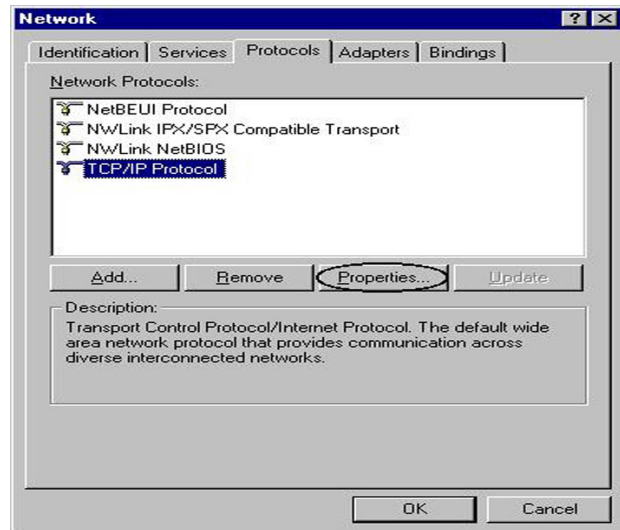 Network
Identification Services Protocols Adapters Bindings
Network Protocols:
NetBEUI Protocol
NWLink IPX/SPX Compatible Transport
NWLink NetBIOS
TCP/IP Protocol
Add... Remove Properties... Update
Description:
Transport Control Protocol/Internet Protocol. The default wide
area network protocol that provides communication across
diverse interconnected networks.
OK Cancel